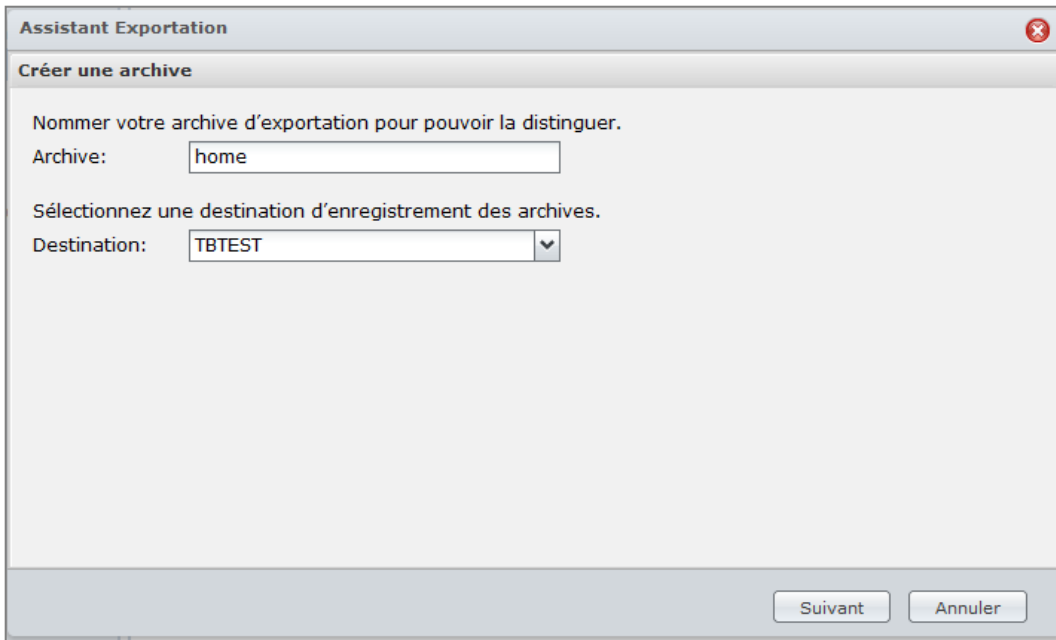 Assistant Exportation
Créer une archive
Nommer votre archive d'exportation pour pouvoir la distinguer.
Archive: home
Sélectionnez une destination d'enregistrement des archives.
Destination: TBTEST
Suivant Annuler